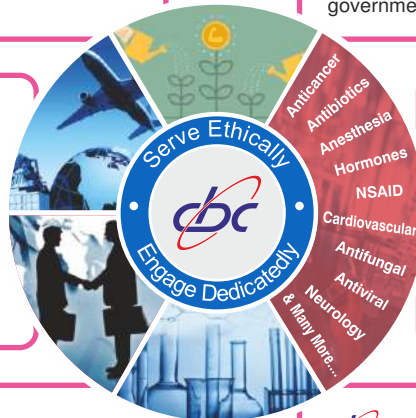 governme
Serve Ethically
cbc
Engage Dedicatedly
Anticancer
Antibiotics
Anesthesia
Hormones
NSAID
Cardiovascular
Antifungal
Antiviral
Neurology
& Many More....